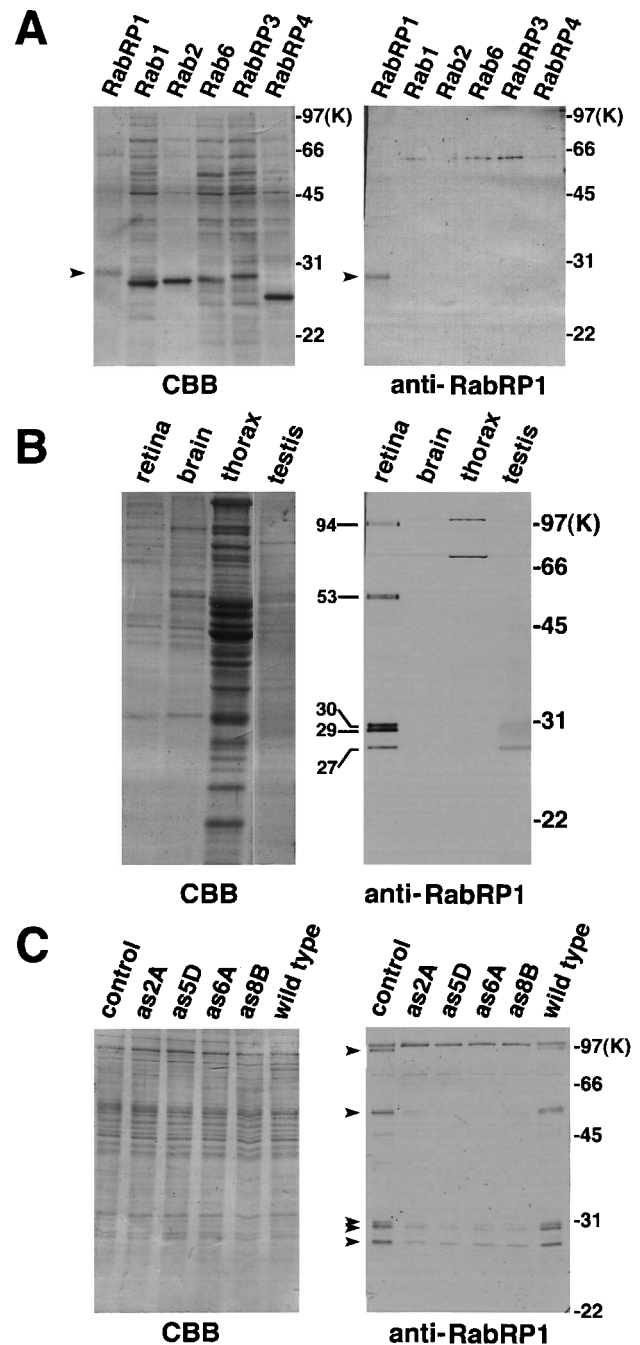 A
RabRP1 Rab1 Rab2 Rab6 RabRP3 RabRP4
RabRP1 Rab1 Rab2 Rab6 RabRP3 RabRP4
-97(K)
-66
-45
-31
-22
-97(K)
-66
-45
-31
-22
CBB
anti-RabRP1
B
retina brain thorax testis
retina brain thorax testis
94
53
30
29
27
-97(K)
-66
-45
-31
-22
CBB
anti-RabRP1
C
control as2A as5D as6A as8B wild type
control as2A as5D as6A as8B wild type
-97(K)
-66
-45
-31
-22
CBB
anti-RabRP1